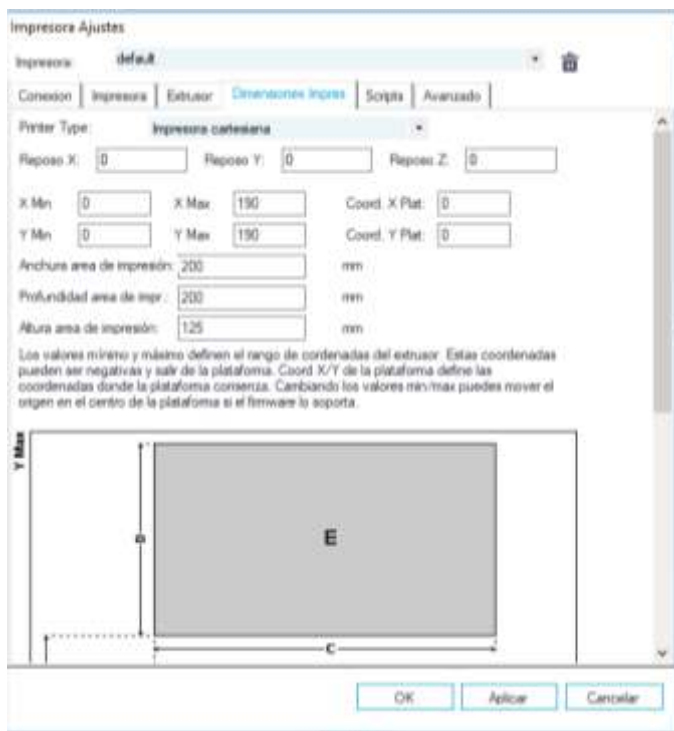 Impresora Ajustes
Impresora: default
Conexion Impresora Extrusor Dimensiones Impres Scripts Avanzado
Printer Type: Impresora cartesiana
Reposo X: 0 Reposo Y: 0 Reposo Z: 0
X Min 0 X Max 190 Coord. X Plat: 0
Y Min 0 Y Max 190 Coord. Y Plat: 0
Anchura area de impresión: 200 mm
Profundidad area de impr.: 200 mm
Altura area de impresión: 125 mm
Los valores mínimo y máximo definen el rango de cordenadas del extrusor. Estas coordenadas
pueden ser negativas y salir de la plataforma. Coord X/Y de la plataforma define las
coordenadas donde la plataforma comienza. Cambiando los valores min/max puedes mover el
origen en el centro de la plataforma si el firmware lo soporta.
Y Max
D
E
C
OK Aplicar Cancelar